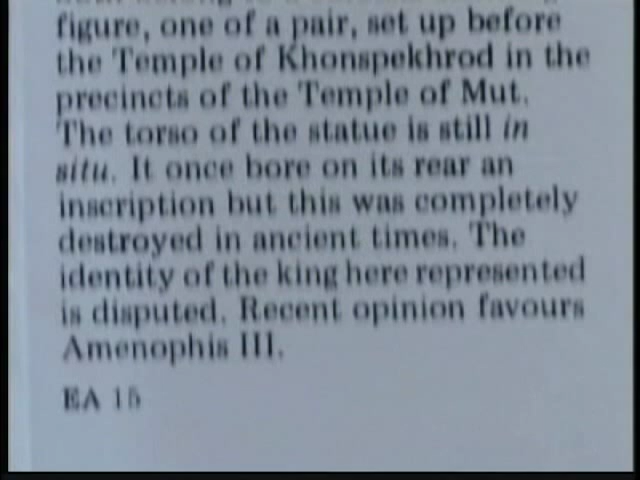 figure, one of a pair, set up before
the Temple of Khonspekhrod in the
precincts of the Temple of Mut.
The torso of the statue is still in
situ. It once bore on its rear an
inscription but this was completely
destroyed in ancient times. The
identity of the king here represented
is disputed. Recent opinion favours
Amenophis III.
EA 15